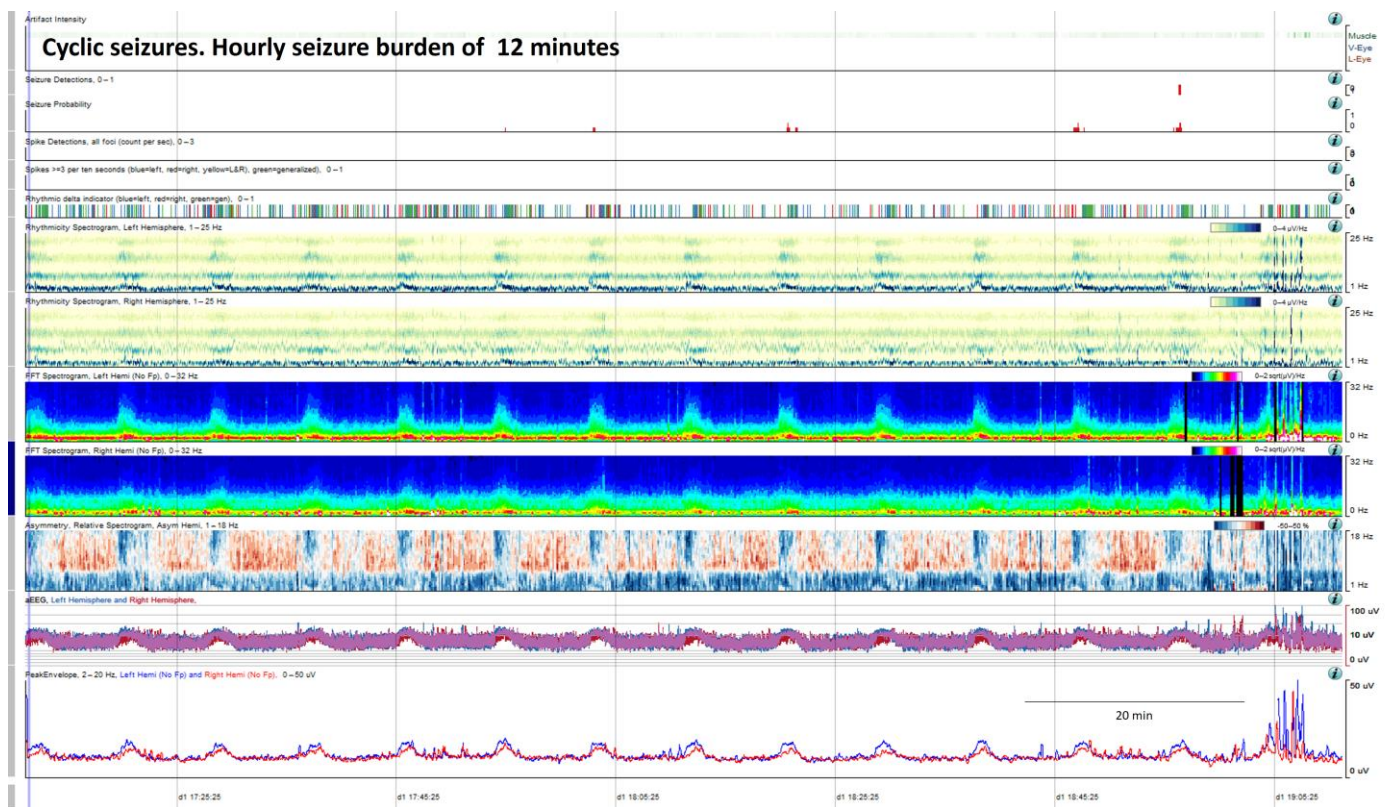 Artifact Intensity
Cyclic seizures. Hourly seizure burden of 12 minutes
Muscle
V-Eye
L-Eye
Seizure Detections, 0–1
Seizure Probability
1
0
Spike Detections, all foci (count per sec), 0–3
Spikes >=3 per ten seconds (blue=left, red=right, yellow=L&R), green=generalized), 0–1
Rhythmic delta indicator (blue=left, red=right, green=gen), 0–1
Rhythmicity Spectrogram, Left Hemisphere, 1–25 Hz
0–4 µV/Hz
25 Hz
1 Hz
Rhythmicity Spectrogram, Right Hemisphere, 1–25 Hz
0–4 µV/Hz
25 Hz
1 Hz
FFT Spectrogram, Left Hemi (No Fp), 0–32 Hz
0–2 sqrt(µV)/Hz
32 Hz
0 Hz
FFT Spectrogram, Right Hemi (No Fp), 0–32 Hz
0–2 sqrt(µV)/Hz
32 Hz
0 Hz
Asymmetry, Relative Spectrogram, Asym Hemi, 1–18 Hz
-50–50 %
18 Hz
1 Hz
aEEG, Left Hemisphere and Right Hemisphere,
100 uV
10 uV
0 uV
PeakEnvelope, 2–20 Hz, Left Hemi (No Fp) and Right Hemi (No Fp), 0–50 uV
50 uV
20 min
0 uV
d1 17:25:25
d1 17:45:25
d1 18:05:25
d1 18:25:25
d1 18:45:25
d1 19:05:25